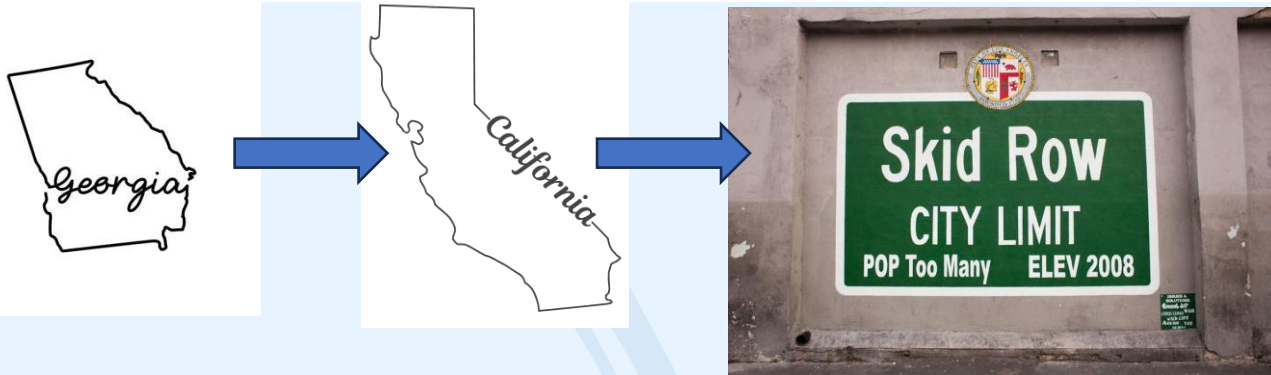 Georgia
California
Skid Row
CITY LIMIT
POP Too Many ELEV 2008